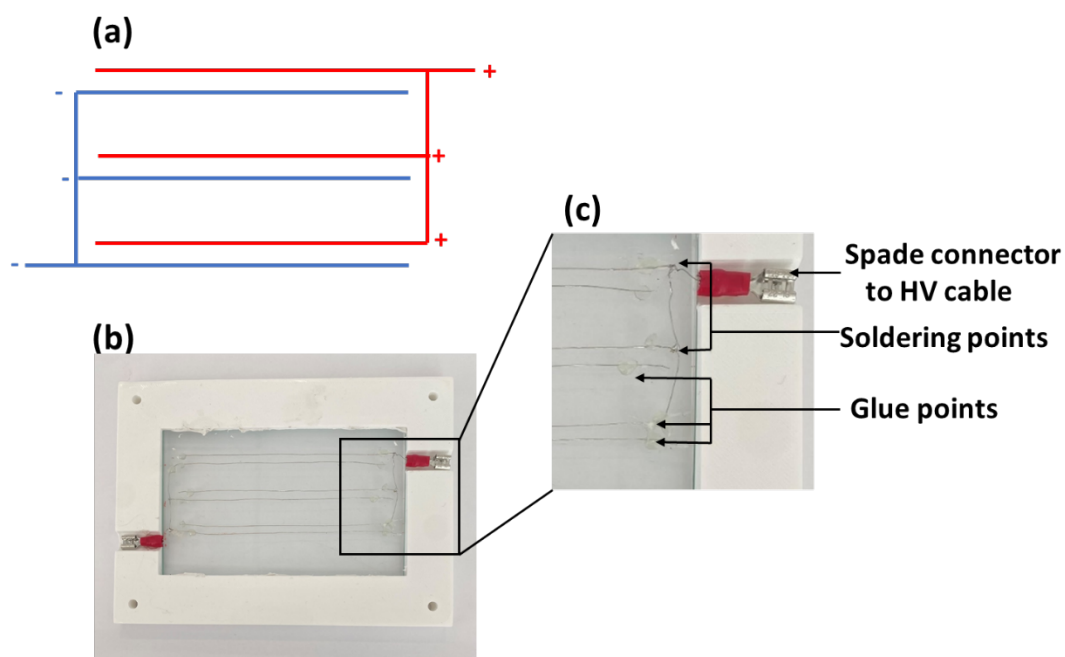 (a)
+
-
+
-
+
-
(c)
Spade connector
to HV cable
Soldering points
Glue points
(b)